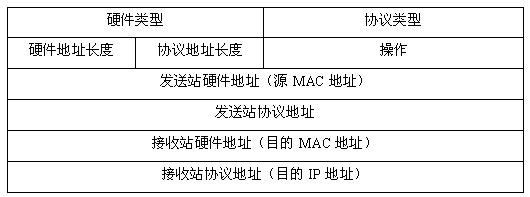 硬件类型 协议类型
硬件地址长度 协议地址长度 操作
发送站硬件地址（源 MAC 地址）
发送站协议地址
接收站硬件地址（目的 MAC 地址）
接收站协议地址（目的 IP 地址）